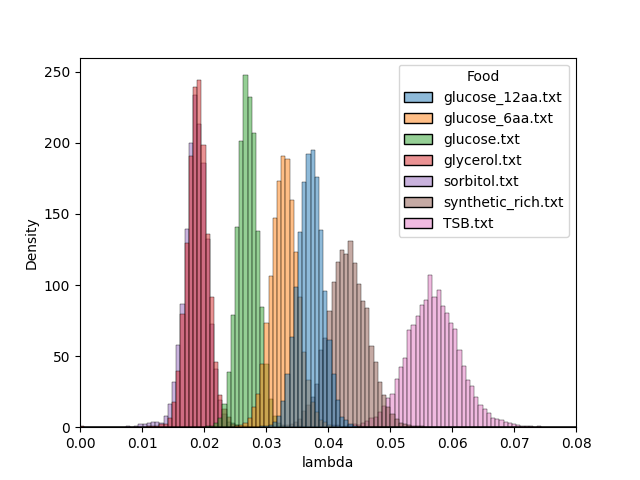 250
200
150
100
50
0
Density
0.00 0.01 0.02 0.03 0.04 0.05 0.06 0.07 0.08
lambda
Food
glucose_12aa.txt
glucose_6aa.txt
glucose.txt
glycerol.txt
sorbitol.txt
synthetic_rich.txt
TSB.txt